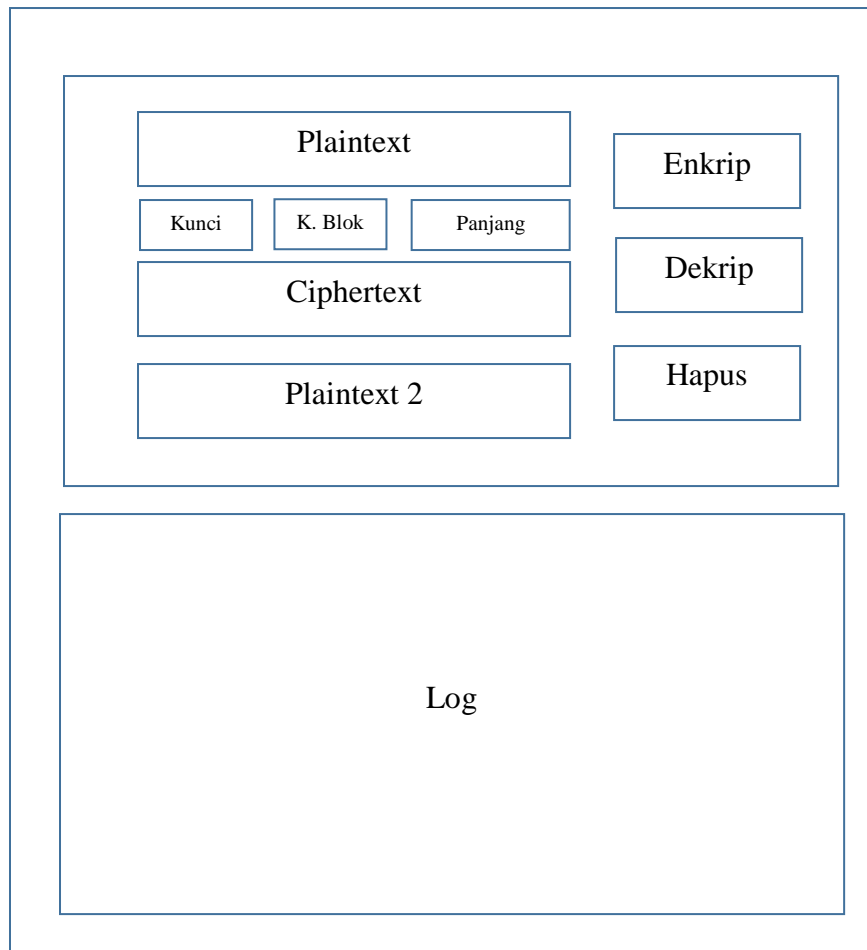 Plaintext
Enkrip
Kunci
K. Blok
Panjang
Dekrip
Ciphertext
Hapus
Plaintext 2
Log